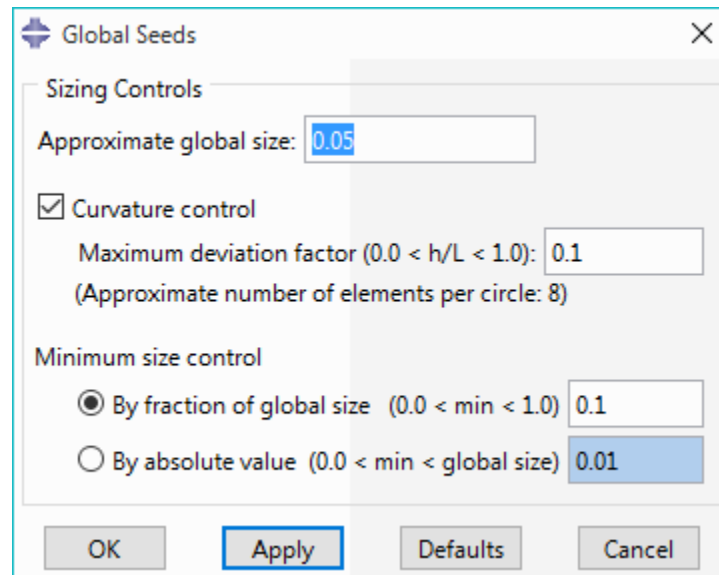 Global Seeds
Sizing Controls
Approximate global size: 0.05
Curvature control
Maximum deviation factor (0.0 < h/L < 1.0): 0.1
(Approximate number of elements per circle: 8)
Minimum size control
By fraction of global size (0.0 < min < 1.0) 0.1
By absolute value (0.0 < min < global size) 0.01
OK Apply Defaults Cancel